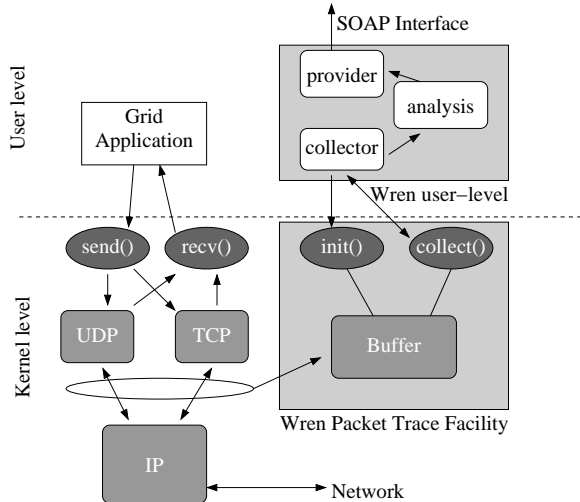 SOAP Interface
User level
provider
analysis
Grid
Application
collector
Wren user–level
send()
recv()
init()
collect()
Kernel level
UDP
TCP
Buffer
Wren Packet Trace Facility
IP
Network